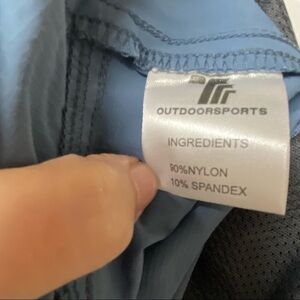 OUTDOORSPORTS
INGREDIENTS
90%NYLON
10% SPANDEX